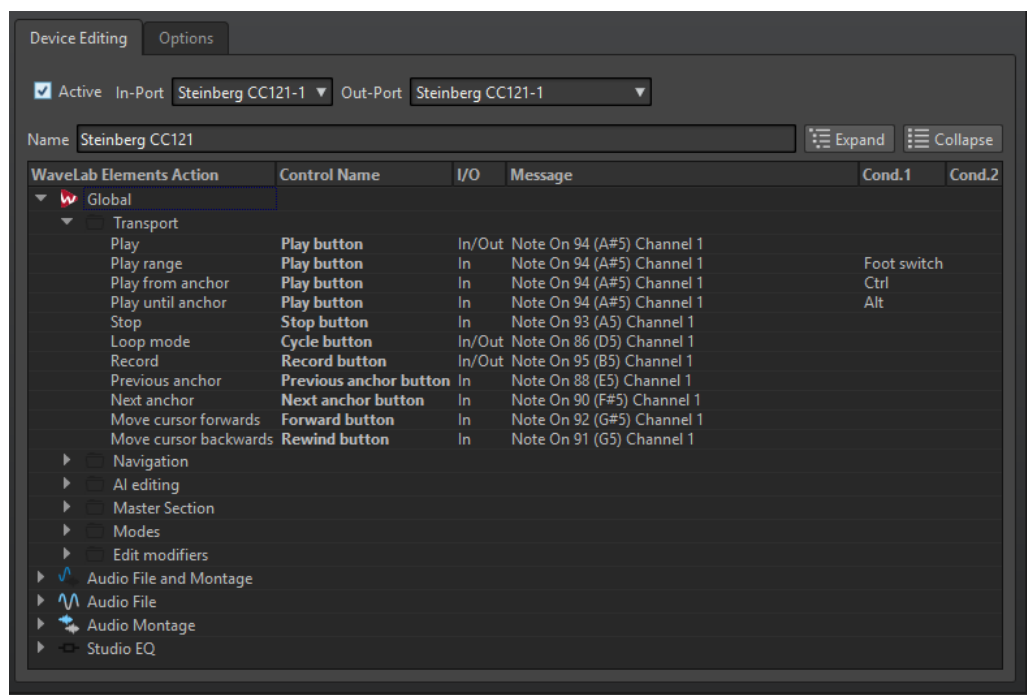 Device Editing Options
Active In-Port Steinberg CC121-1 Out-Port Steinberg CC121-1
Name Steinberg CC121 Expand Collapse
WaveLab Elements Action Control Name I/O Message Cond.1 Cond.2
Global
Transport
Play Play button In/Out Note On 94 (A#5) Channel 1
Play range Play button In Note On 94 (A#5) Channel 1 Foot switch
Play from anchor Play button In Note On 94 (A#5) Channel 1 Ctrl
Play until anchor Play button In Note On 94 (A#5) Channel 1 Alt
Stop Stop button In Note On 93 (A5) Channel 1
Loop mode Cycle button In/Out Note On 86 (D5) Channel 1
Record Record button In/Out Note On 95 (B5) Channel 1
Previous anchor Previous anchor button In Note On 88 (E5) Channel 1
Next anchor Next anchor button In Note On 90 (F#5) Channel 1
Move cursor forwards Forward button In Note On 92 (G#5) Channel 1
Move cursor backwards Rewind button In Note On 91 (G5) Channel 1
Navigation
AI editing
Master Section
Modes
Edit modifiers
Audio File and Montage
Audio File
Audio Montage
Studio EQ